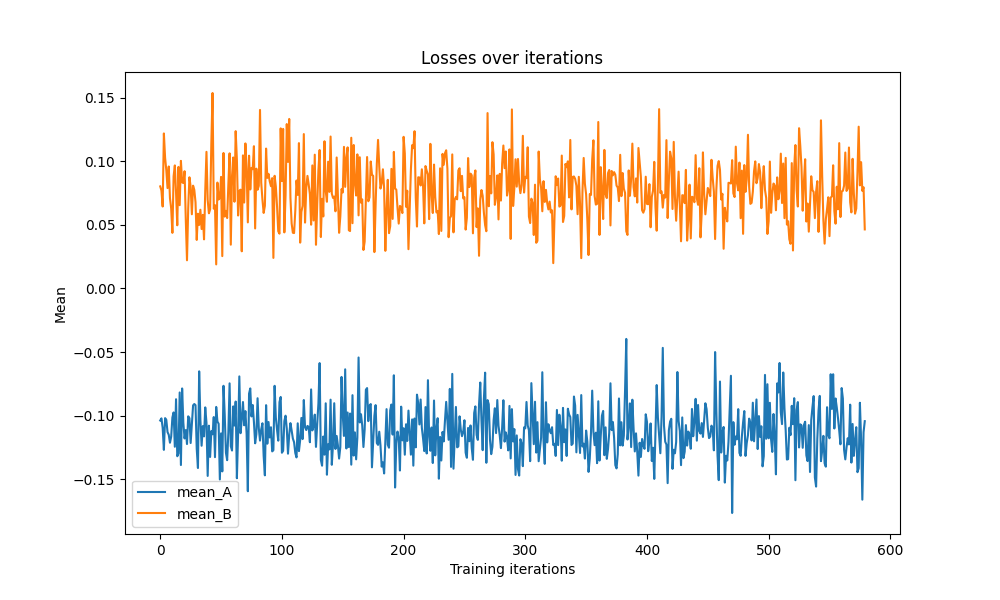 Losses over iterations
Mean
0.15
0.10
0.05
0.00
−0.05
−0.10
−0.15
mean_A
mean_B
0 100 200 300 400 500 600
Training iterations